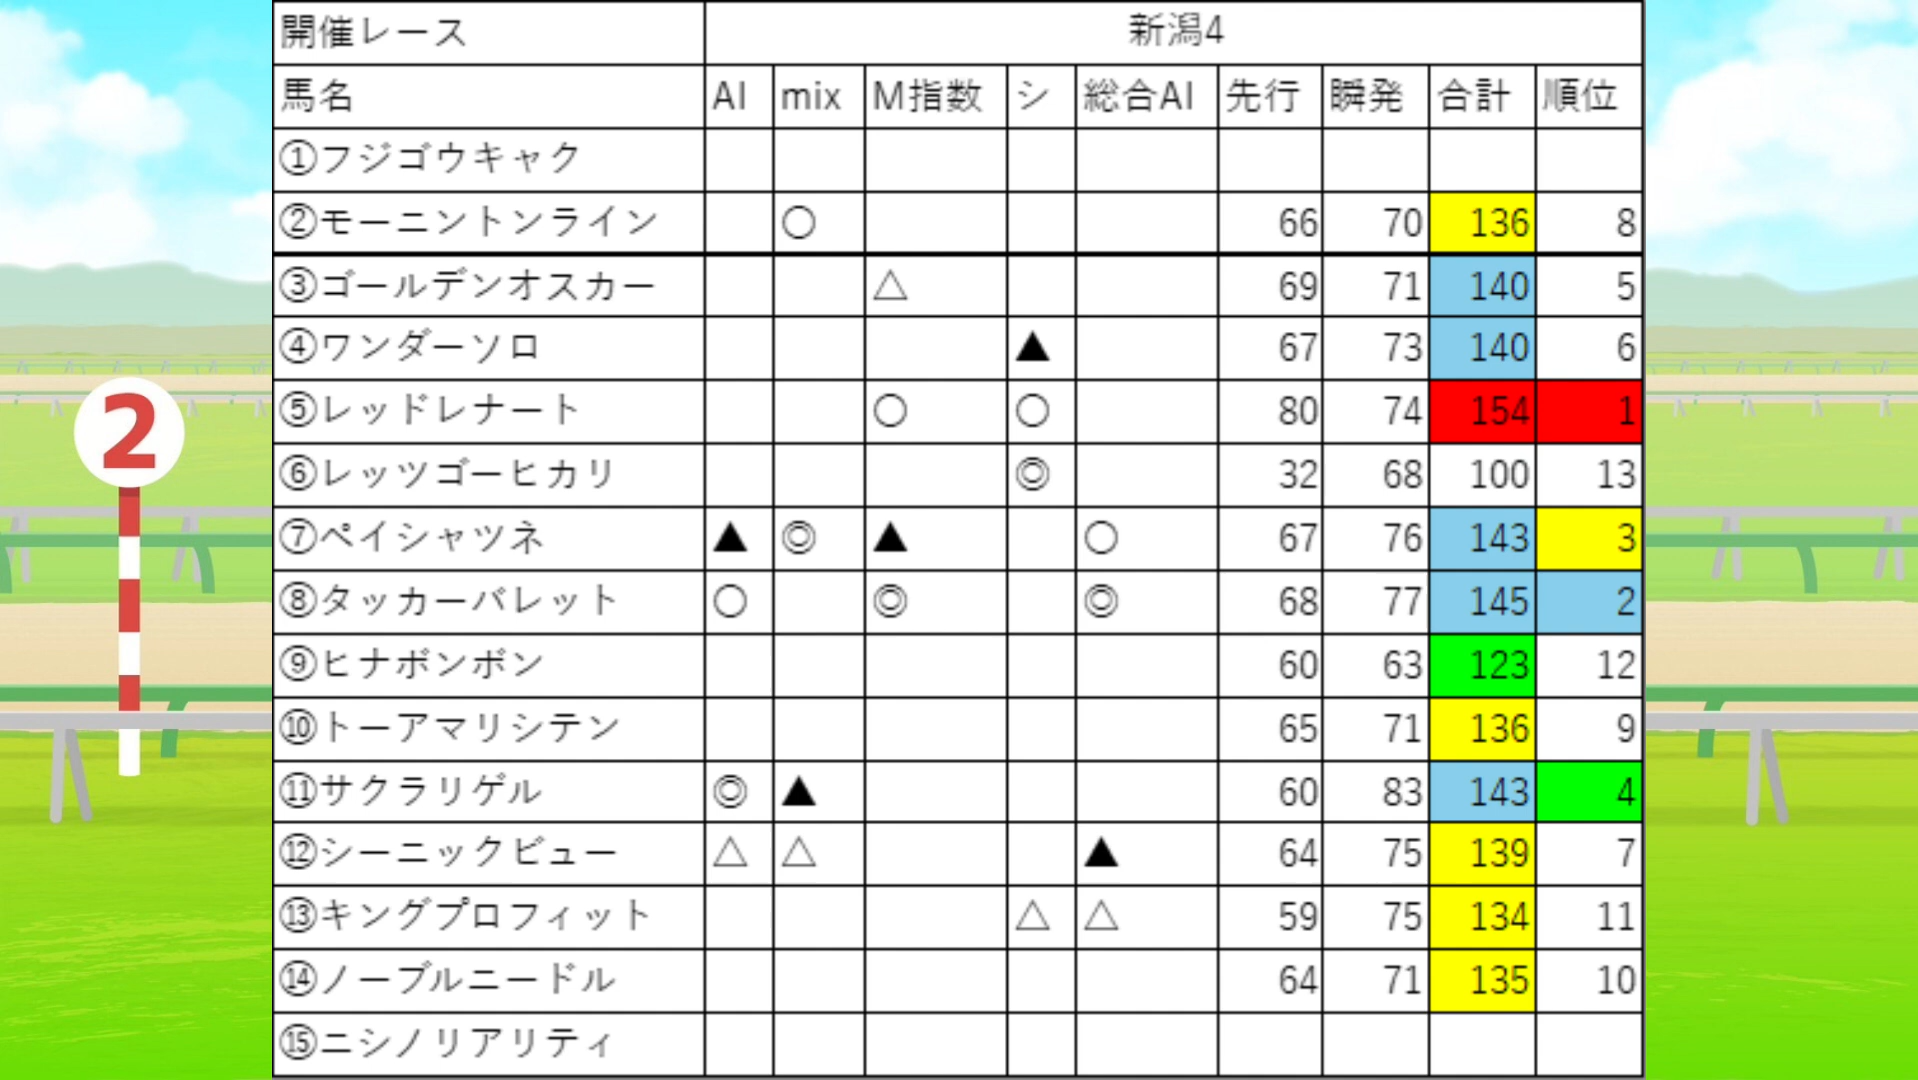 開催レース 新潟4
馬名 AI mix M指数 シ 総合AI 先行 瞬発 合計 順位
①フジゴウキャク
②モーニントンライン ○ 66 70 136 8
③ゴールデンオスカー △ 69 71 140 5
④ワンダーソロ ▲ 67 73 140 6
⑤レッドレナート ○ ○ 80 74 154 1
⑥レッツゴーヒカリ ◎ 32 68 100 13
⑦ペイシャツネ ▲ ◎ ▲ ○ 67 76 143 3
⑧タッカーバレット ○ ◎ ◎ 68 77 145 2
⑨ヒナボンボン 60 63 123 12
⑩トーアマリシテン 65 71 136 9
⑪サクラリゲル ◎ ▲ 60 83 143 4
⑫シーニックビュー △ △ ▲ 64 75 139 7
⑬キングプロフィット △ △ 59 75 134 11
⑭ノーブルニードル 64 71 135 10
⑮ニシノリアリティ
2